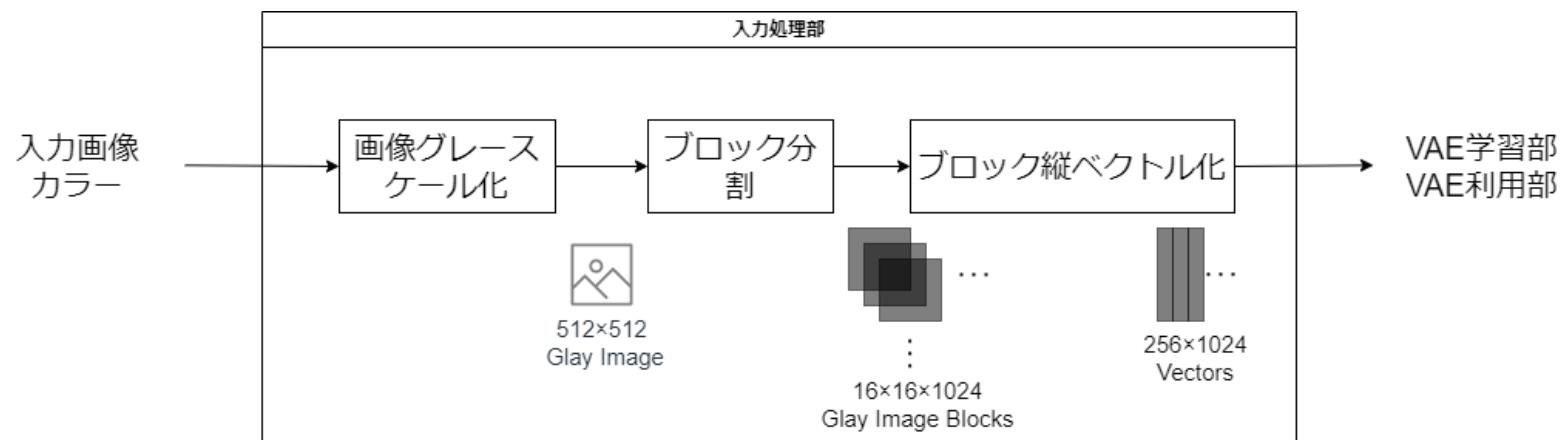 入力処理部
入力画像
カラー
画像グレース
ケール化
ブロック分
割
ブロック縦ベクトル化
VAE学習部
VAE利用部
512×512
Glay Image
16×16×1024
Glay Image Blocks
256×1024
Vectors